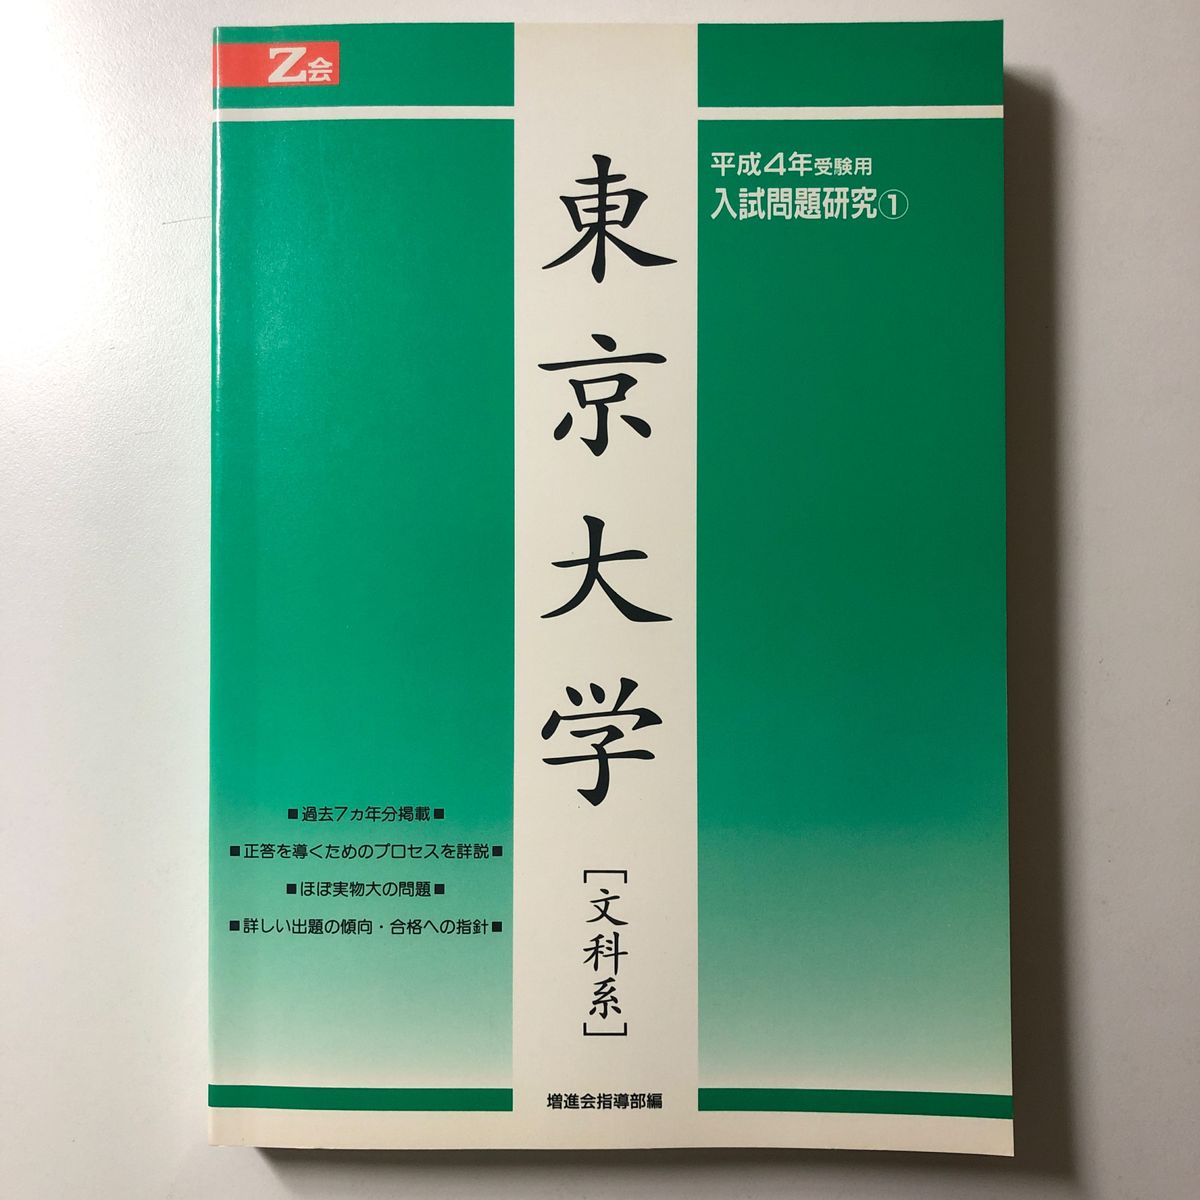 Z会
平成4年受験用
入試問題研究①
東京大学
[文科系]
■過去7ヵ年分掲載■
■正答を導くためのプロセスを詳説■
■ほぼ実物大の問題■
■詳しい出題の傾向・合格への指針■
増進会指導部編